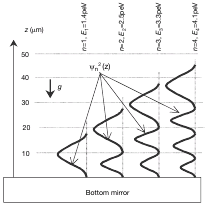 z (μm)
n=1, E₁=1.4peV
n=2, E₂=2.5peV
n=3, E₃=3.3peV
n=4, E₄=4.1peV
50
40
30
20
10
g
ψₙ²(z)
Bottom mirror